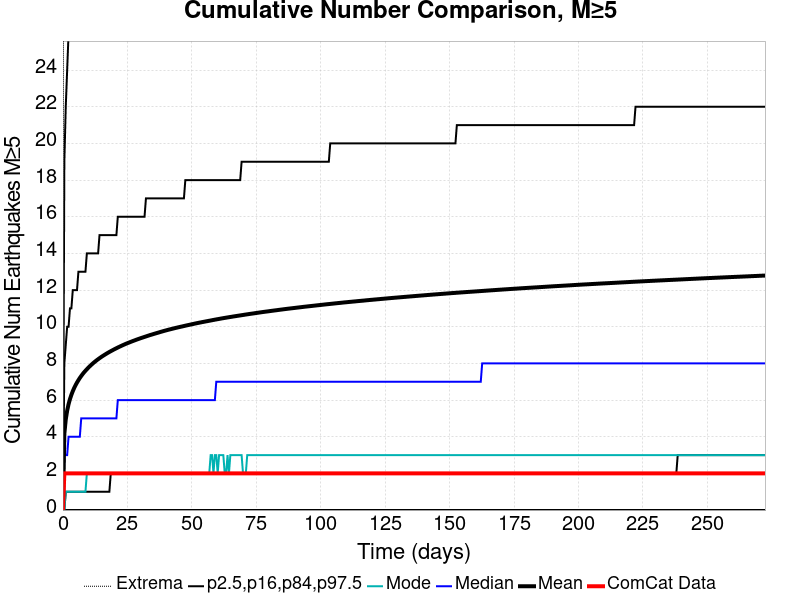 Cumulative Number Comparison, M≥5
Cumulative Num Earthquakes M≥5
24
22
20
18
16
14
12
10
8
6
4
2
0
0 25 50 75 100 125 150 175 200 225 250
Time (days)
Extrema p2.5,p16,p84,p97.5 Mode Median Mean ComCat Data